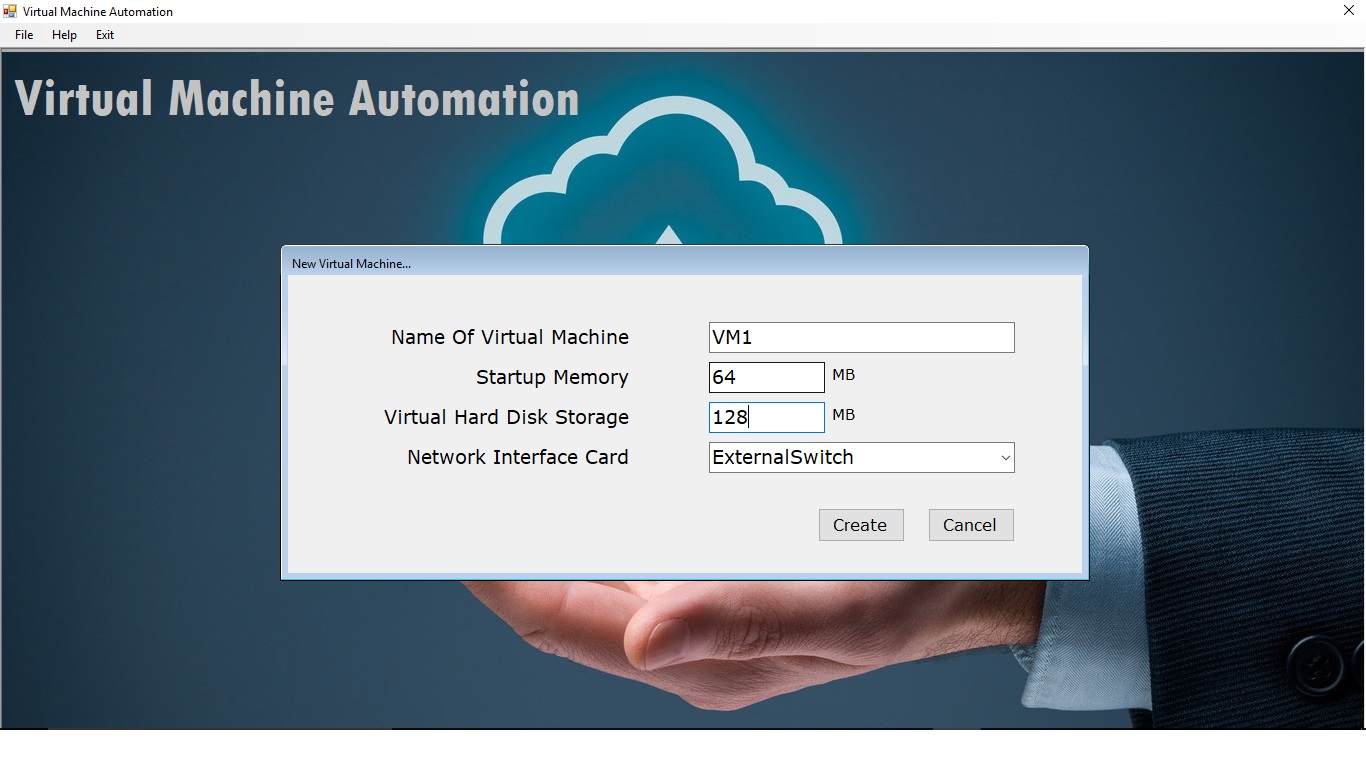 Virtual Machine Automation
File Help Exit
Virtual Machine Automation
New Virtual Machine...
Name Of Virtual Machine VM1
Startup Memory 64 MB
Virtual Hard Disk Storage 128 MB
Network Interface Card ExternalSwitch
Create Cancel